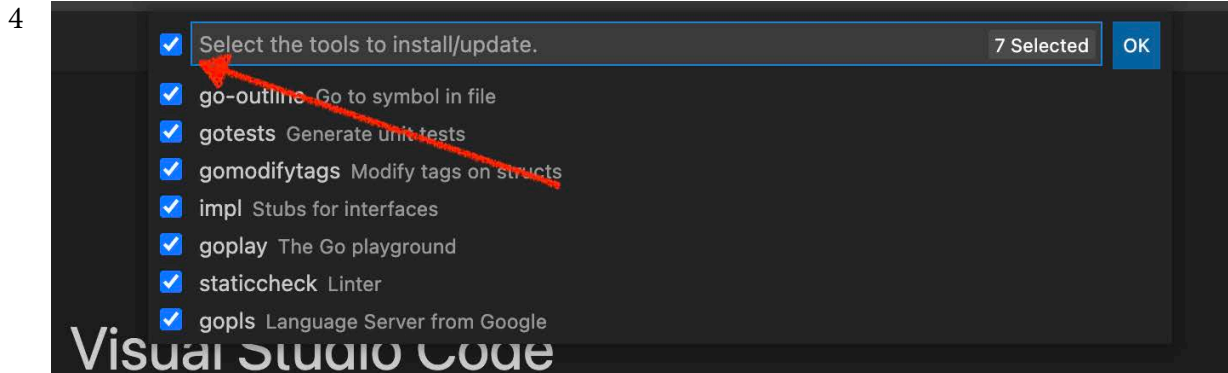 4
Select the tools to install/update. 7 Selected OK
go-outline Go to symbol in file
gotests Generate unit tests
gomodifytags Modify tags on structs
impl Stubs for interfaces
goplay The Go playground
staticcheck Linter
gopls Language Server from Google
Visual Studio Code